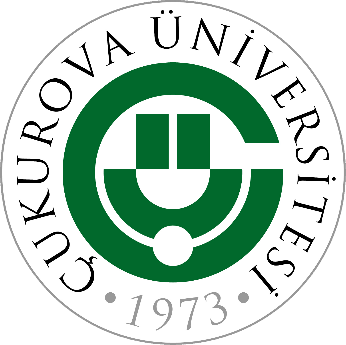 ÇUKUROVA ÜNİVERSİTESİ
• 1973 •